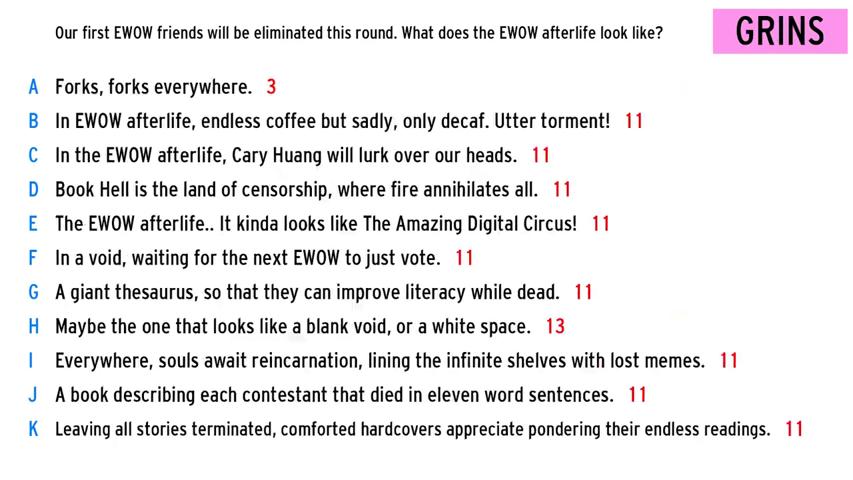 Our first EWOW friends will be eliminated this round. What does the EWOW afterlife look like?
GRINS
A Forks, forks everywhere. 3
B In EWOW afterlife, endless coffee but sadly, only decaf. Utter torment! 11
C In the EWOW afterlife, Cary Huang will lurk over our heads. 11
D Book Hell is the land of censorship, where fire annihilates all. 11
E The EWOW afterlife.. It kinda looks like The Amazing Digital Circus! 11
F In a void, waiting for the next EWOW to just vote. 11
G A giant thesaurus, so that they can improve literacy while dead. 11
H Maybe the one that looks like a blank void, or a white space. 13
I Everywhere, souls await reincarnation, lining the infinite shelves with lost memes. 11
J A book describing each contestant that died in eleven word sentences. 11
K Leaving all stories terminated, comforted hardcovers appreciate pondering their endless readings. 11